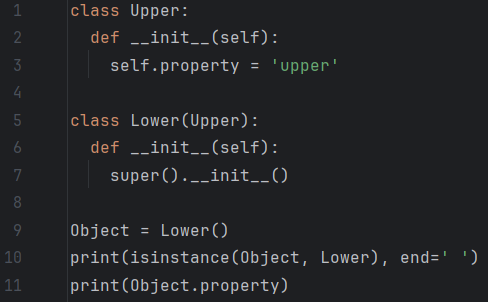 1 class Upper:
2   def __init__(self):
3     self.property = 'upper'
4
5 class Lower(Upper):
6   def __init__(self):
7     super().__init__()
8
9 Object = Lower()
10 print(isinstance(Object, Lower), end=' ')
11 print(Object.property)